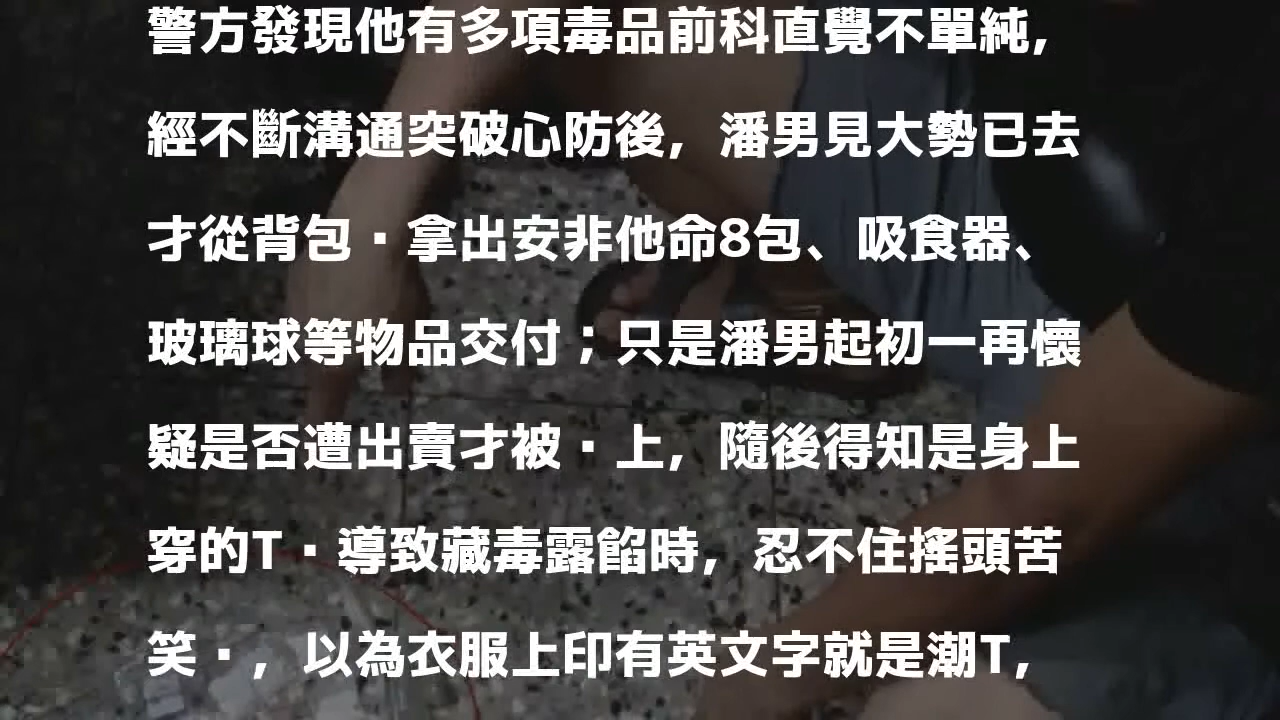 警方發現他有多項毒品前科直覺不單純，
經不斷溝通突破心防後，潘男見大勢已去
才從背包▪拿出安非他命8包、吸食器、
玻璃球等物品交付；只是潘男起初一再懷
疑是否遭出賣才被▪上，隨後得知是身上
穿的T▪導致藏毒露餡時，忍不住搖頭苦
笑▪，以為衣服上印有英文字就是潮T，